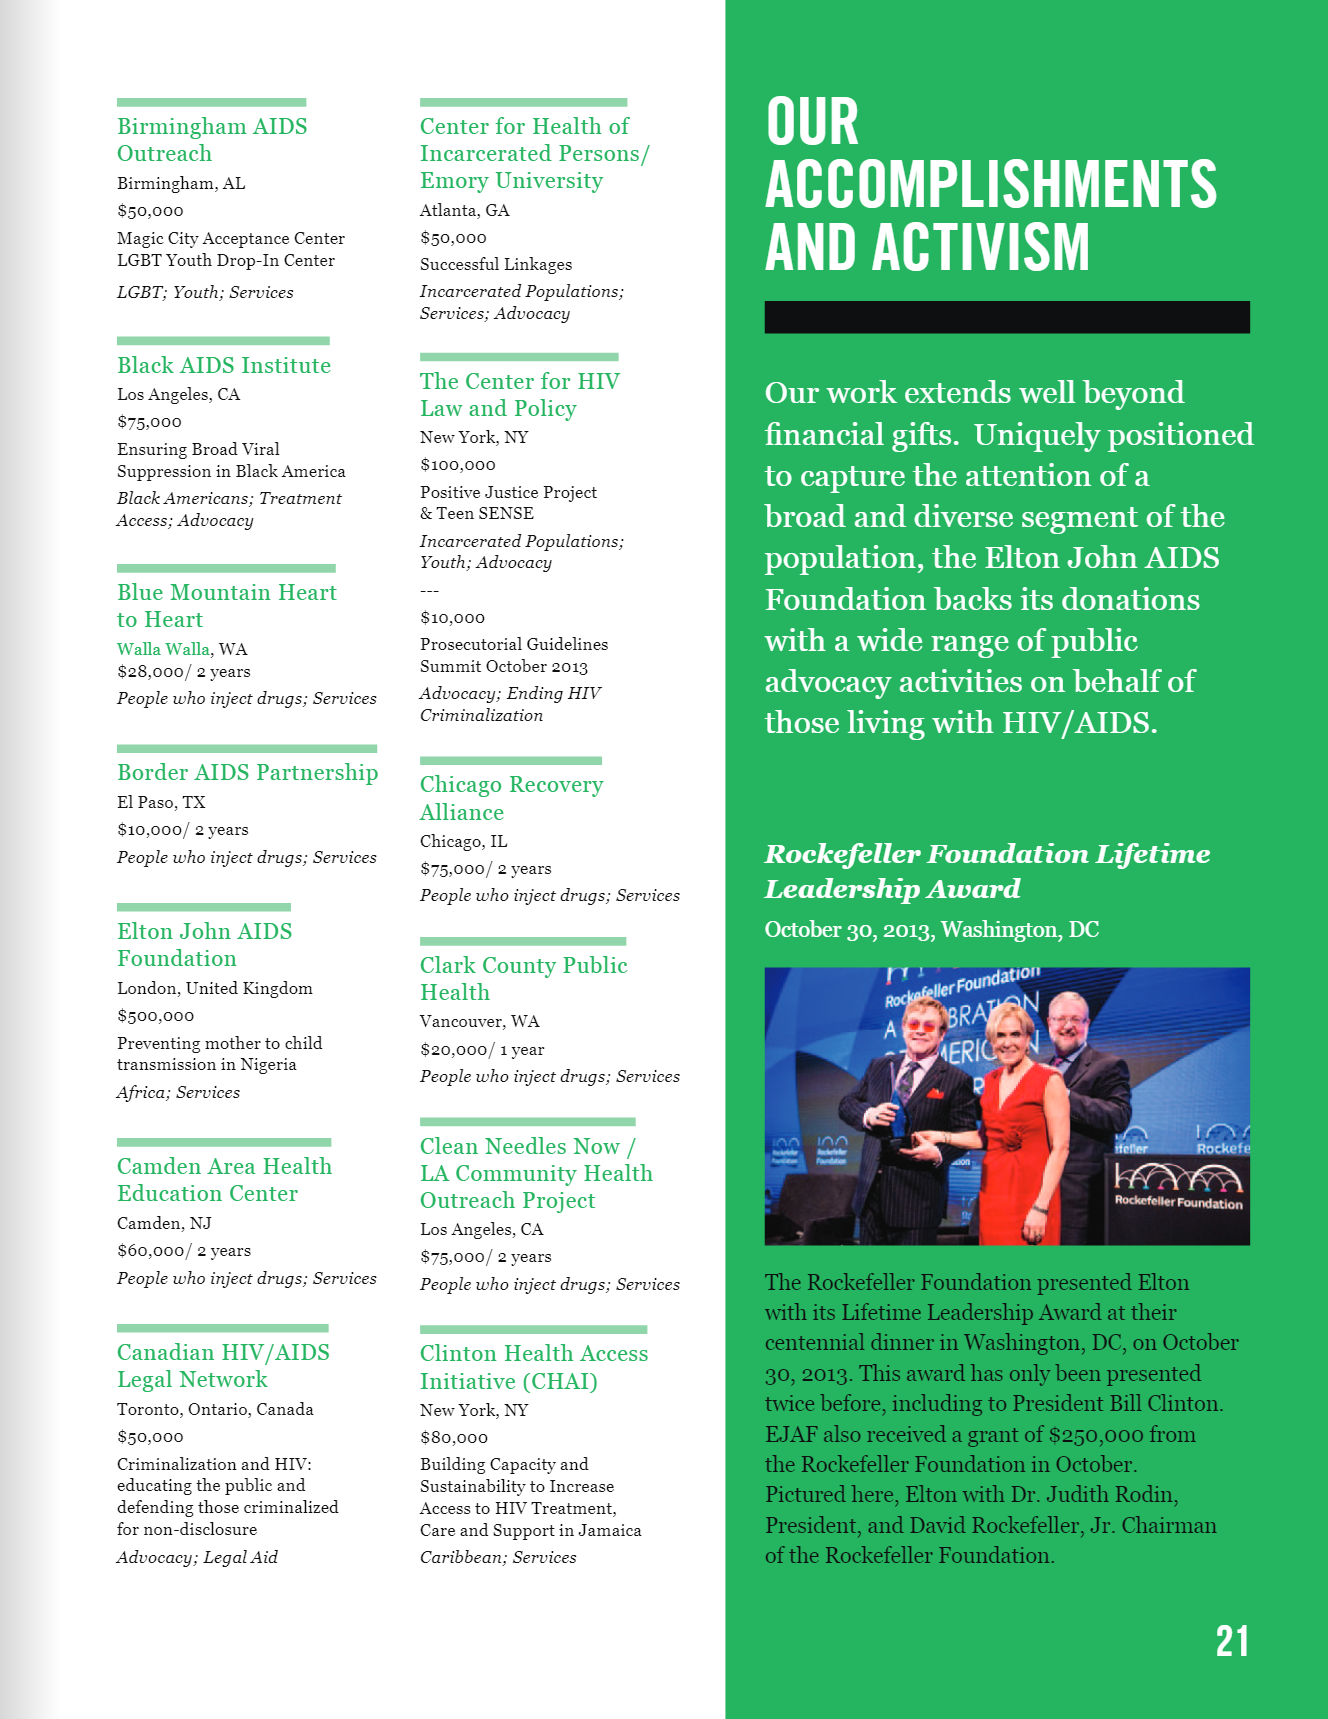 Birmingham AIDS
Outreach
Birmingham, AL
$50,000
Magic City Acceptance Center
LGBT Youth Drop-In Center
LGBT; Youth; Services
Black AIDS Institute
Los Angeles, CA
$75,000
Ensuring Broad Viral
Suppression in Black America
Black Americans; Treatment
Access; Advocacy
Blue Mountain Heart
to Heart
Walla Walla, WA
$28,000/ 2 years
People who inject drugs; Services
Border AIDS Partnership
El Paso, TX
$10,000/ 2 years
People who inject drugs; Services
Elton John AIDS
Foundation
London, United Kingdom
$500,000
Preventing mother to child
transmission in Nigeria
Africa; Services
Camden Area Health
Education Center
Camden, NJ
$60,000/ 2 years
People who inject drugs; Services
Canadian HIV/AIDS
Legal Network
Toronto, Ontario, Canada
$50,000
Criminalization and HIV:
educating the public and
defending those criminalized
for non-disclosure
Advocacy; Legal Aid
Center for Health of
Incarcerated Persons/
Emory University
Atlanta, GA
$50,000
Successful Linkages
Incarcerated Populations;
Services; Advocacy
The Center for HIV
Law and Policy
New York, NY
$100,000
Positive Justice Project
& Teen SENSE
Incarcerated Populations;
Youth; Advocacy
---
$10,000
Prosecutorial Guidelines
Summit October 2013
Advocacy; Ending HIV
Criminalization
Chicago Recovery
Alliance
Chicago, IL
$75,000/ 2 years
People who inject drugs; Services
Clark County Public
Health
Vancouver, WA
$20,000/ 1 year
People who inject drugs; Services
Clean Needles Now /
LA Community Health
Outreach Project
Los Angeles, CA
$75,000/ 2 years
People who inject drugs; Services
Clinton Health Access
Initiative (CHAI)
New York, NY
$80,000
Building Capacity and
Sustainability to Increase
Access to HIV Treatment,
Care and Support in Jamaica
Caribbean; Services
OUR
ACCOMPLISHMENTS
AND ACTIVISM
Our work extends well beyond
financial gifts.  Uniquely positioned
to capture the attention of a
broad and diverse segment of the
population, the Elton John AIDS
Foundation backs its donations
with a wide range of public
advocacy activities on behalf of
those living with HIV/AIDS.
Rockefeller Foundation Lifetime
Leadership Award
October 30, 2013, Washington, DC
Rockefeller Foundation
Rockefeller
Foundation
Rockefeller
Foundation
Rockefeller Foundation
The Rockefeller Foundation presented Elton
with its Lifetime Leadership Award at their
centennial dinner in Washington, DC, on October
30, 2013. This award has only been presented
twice before, including to President Bill Clinton.
EJAF also received a grant of $250,000 from
the Rockefeller Foundation in October.
Pictured here, Elton with Dr. Judith Rodin,
President, and David Rockefeller, Jr. Chairman
of the Rockefeller Foundation.
21